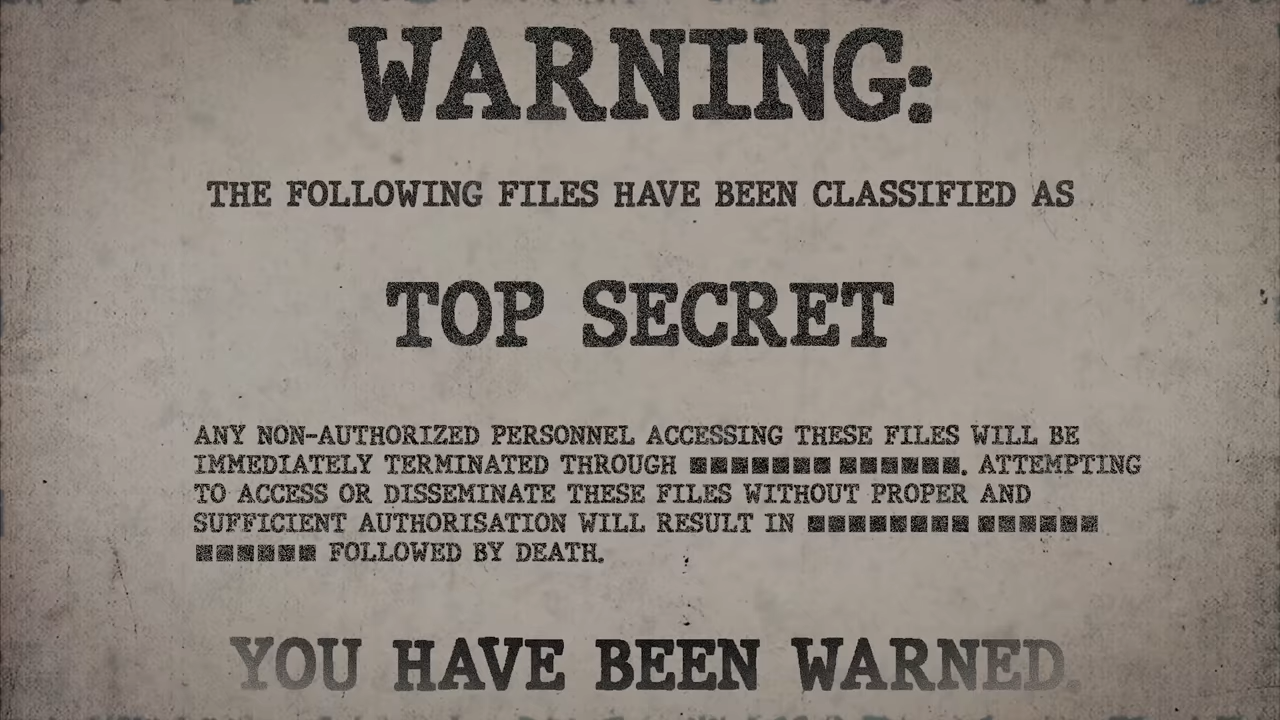 WARNING:
THE FOLLOWING FILES HAVE BEEN CLASSIFIED AS
TOP SECRET
ANY NON-AUTHORIZED PERSONNEL ACCESSING THESE FILES WILL BE
IMMEDIATELY TERMINATED THROUGH ■■■■■■■ ■■■■■■. ATTEMPTING
TO ACCESS OR DISSEMINATE THESE FILES WITHOUT PROPER AND
SUFFICIENT AUTHORISATION WILL RESULT IN ■■■■■■■■ ■■■■■■
■■■■■■ FOLLOWED BY DEATH.
YOU HAVE BEEN WARNED.